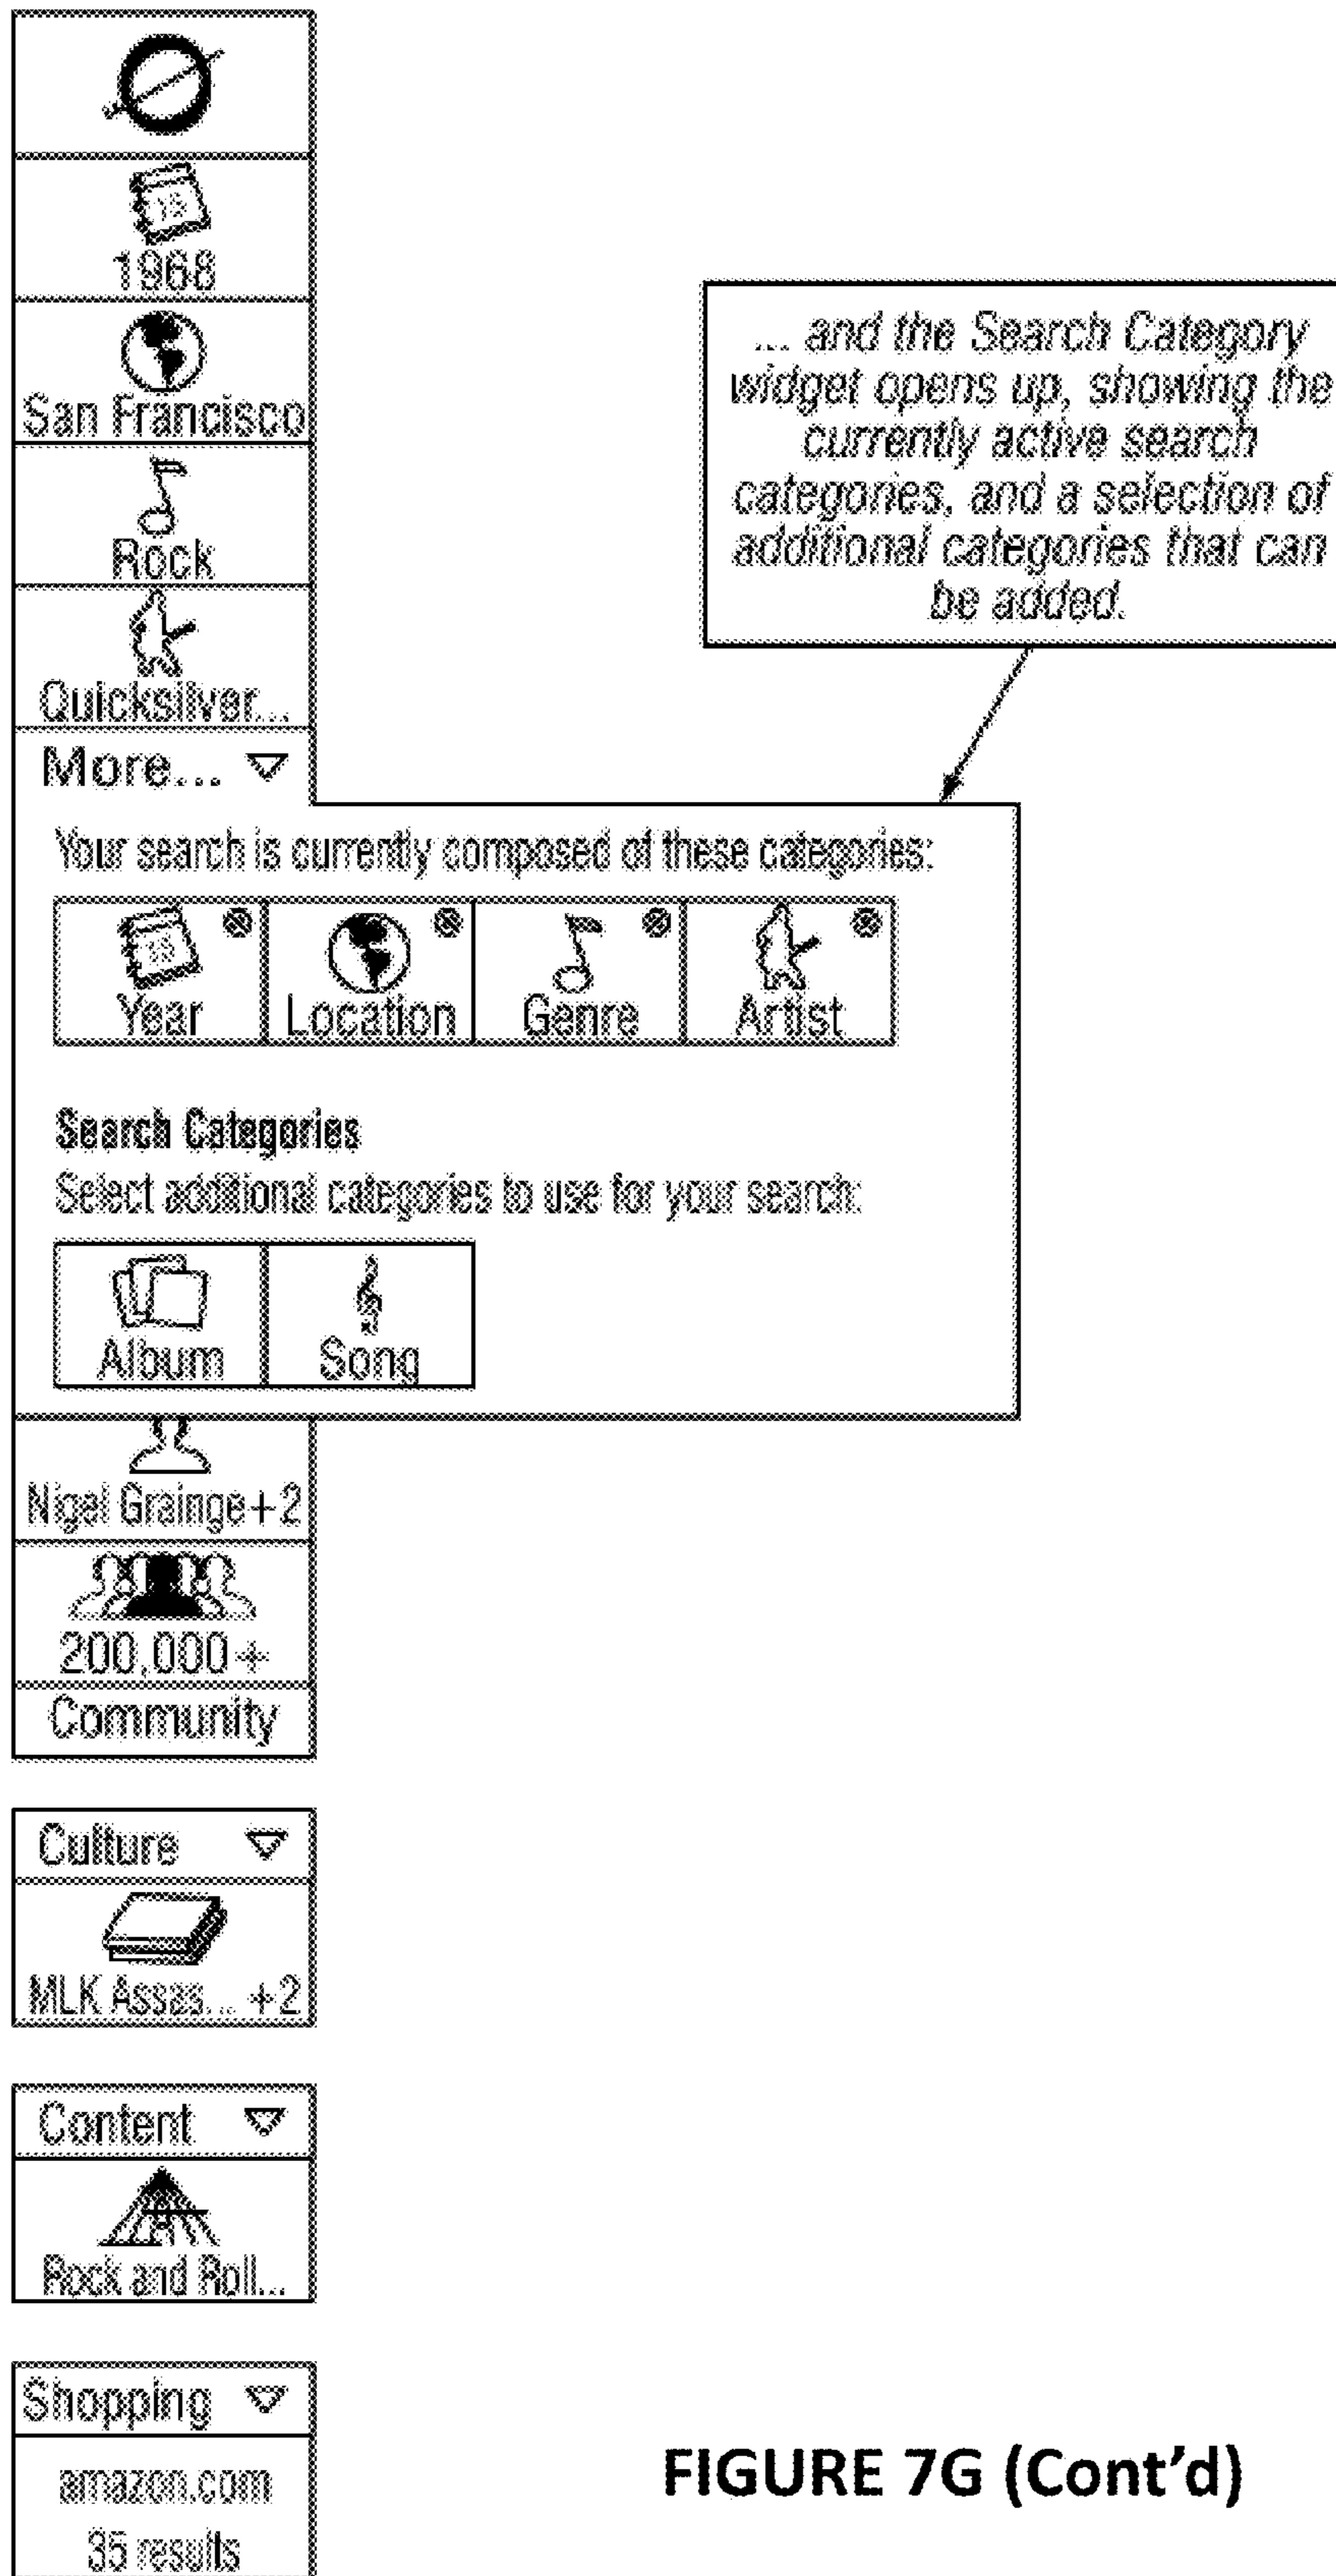 1968
San Francisco
Rock
Quicksilver...
More...
... and the Search Category
widget opens up, showing the
currently active search
categories, and a selection of
additional categories that can
be added.
Your search is currently composed of these categories:
Year Location Genre Artist
Search Categories
Select additional categories to use for your search:
Album Song
Nigel Grainge+2
200,000+
Community
Culture
MLK Assas... +2
Content
Rock and Roll...
Shopping
amazon.com
35 results
FIGURE 7G (Cont'd)